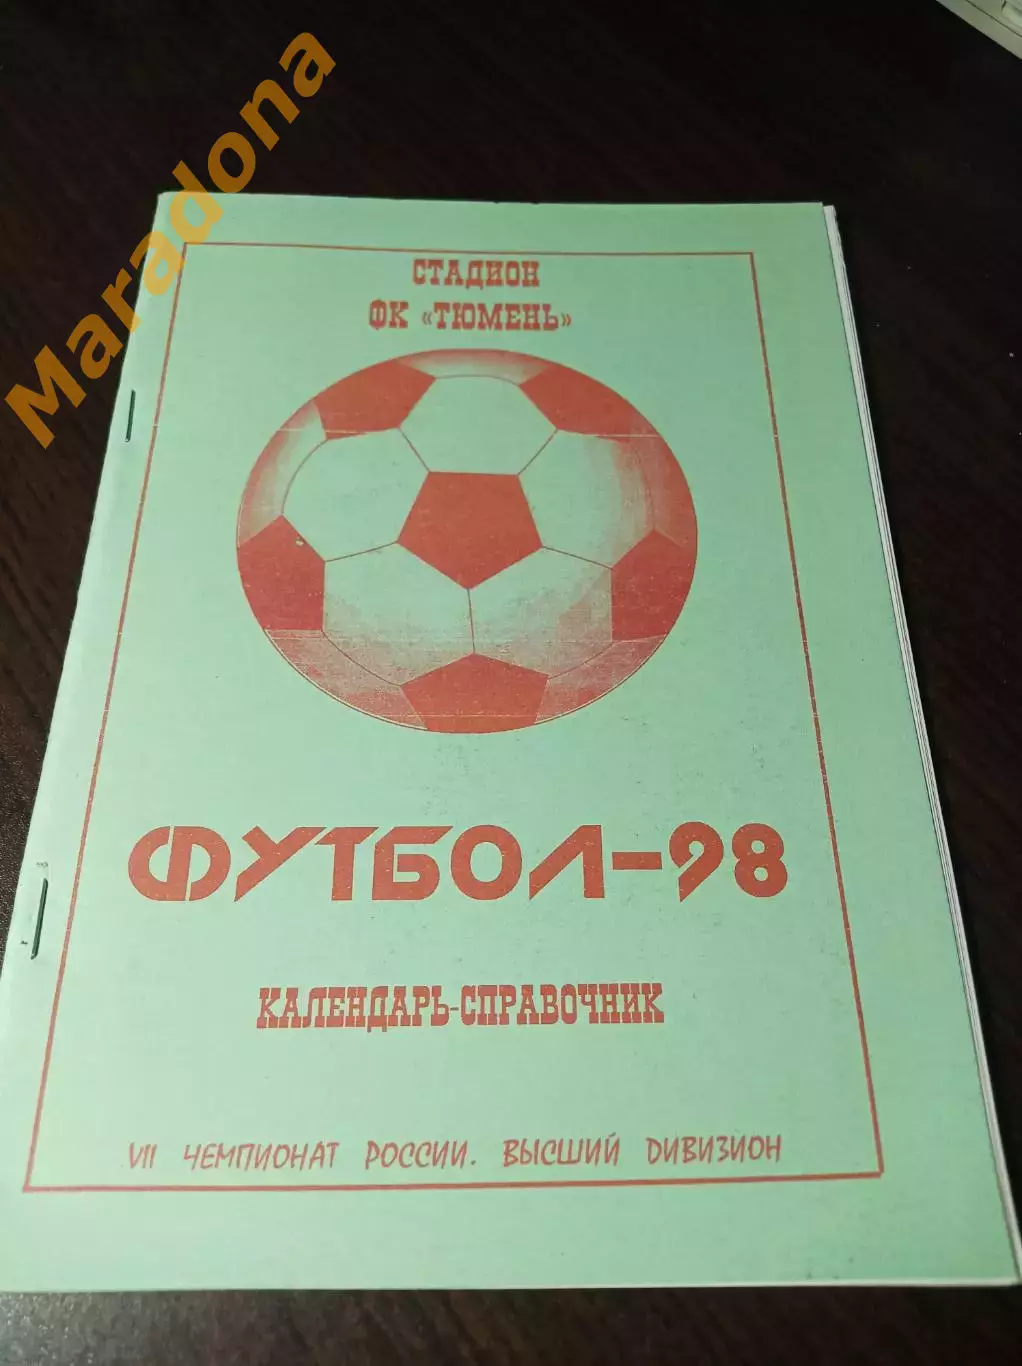 Maradona
СТАДИОН
ФК «ТЮМЕНЬ»
ФУТБОЛ-98
КАЛЕНДАРЬ-СПРАВОЧНИК
VII ЧЕМПИОНАТ РОССИИ. ВЫСШИЙ ДИВИЗИОН